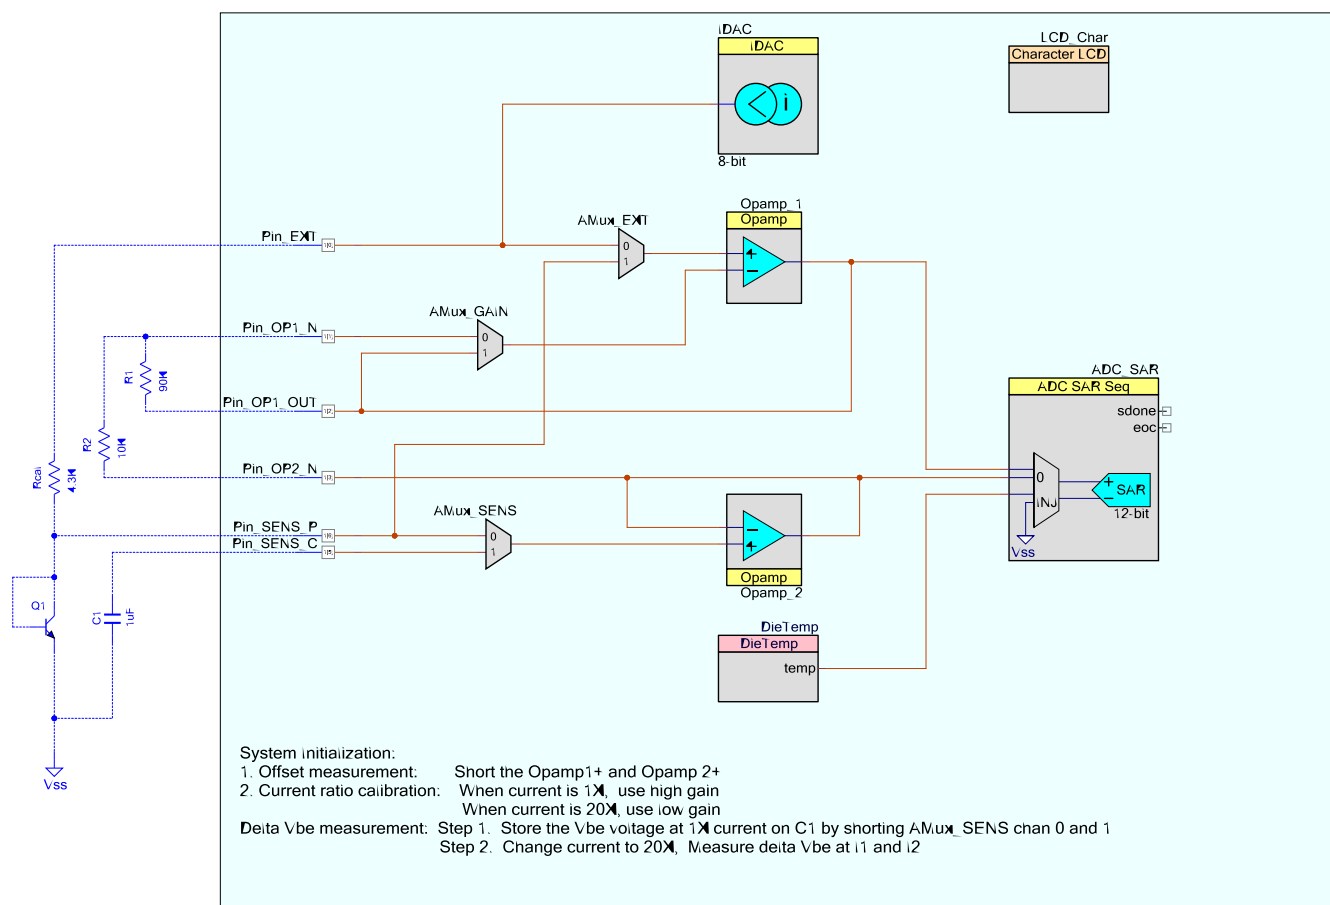 IDAC
IDAC
8-bit
LCD_Char
Character LCD
Opamp_1
Opamp
AMux_EXT
0
1
Pin_EXT
AMux_GAIN
0
1
Pin_OP1_N
R1
90K
Pin_OP1_OUT
R2
10K
ADC_SAR
ADC SAR Seq
sdone
eoc
0
INJ
+
SAR
−
12-bit
Vss
Rcal
4.3K
Pin_OP2_N
AMux_SENS
0
1
Pin_SENS_P
Pin_SENS_C
Opamp
Opamp_2
Q1
C1
1uF
DieTemp
DieTemp
temp
Vss
System initialization:
1. Offset measurement: Short the Opamp1+ and Opamp 2+
2. Current ratio calibration: When current is 1X, use high gain
When current is 20X, use low gain
Delta Vbe measurement: Step 1. Store the Vbe voltage at 1X current on C1 by shorting AMux_SENS chan 0 and 1
Step 2. Change current to 20X, Measure delta Vbe at I1 and I2